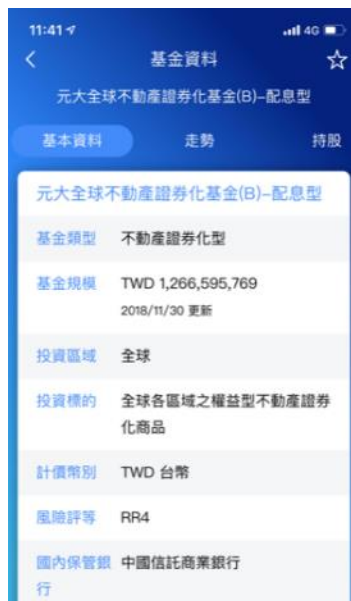 11:41
4G
基金資料
元大全球不動產證券化基金(B)–配息型
基本資料
走勢
持股
元大全球不動產證券化基金(B)–配息型
基金類型 不動產證券化型
基金規模 TWD 1,266,595,769
2018/11/30 更新
投資區域 全球
投資標的 全球各區域之權益型不動產證券
化商品
計價幣別 TWD 台幣
風險評等 RR4
國內保管銀 中國信託商業銀行
行